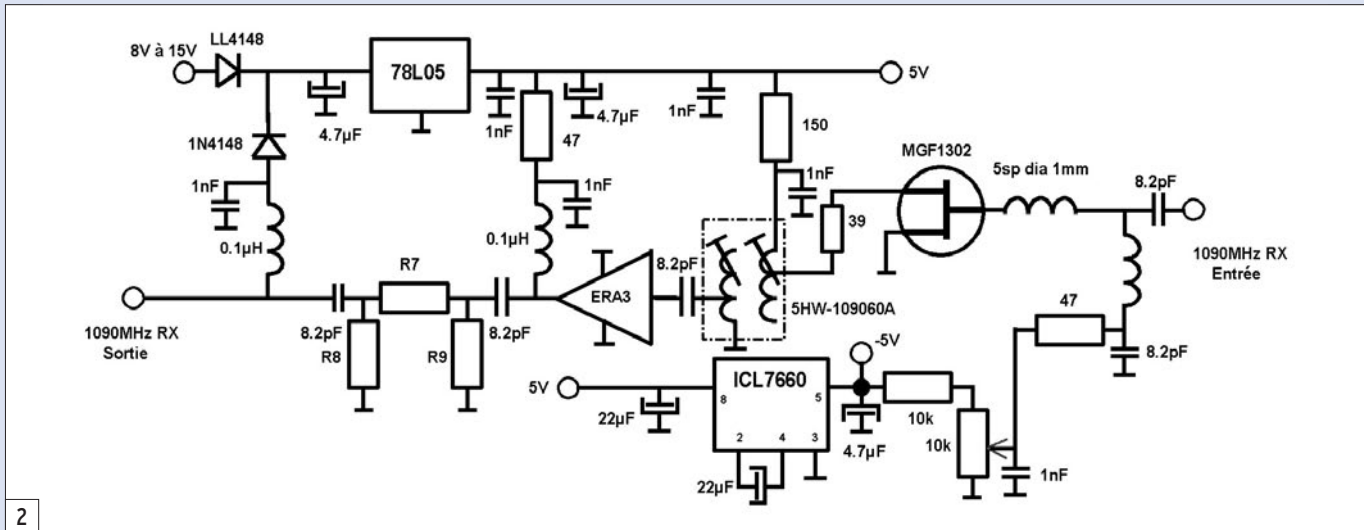 8V à 15V
LL4148
78L05
5V
4.7µF
1nF
47
4.7µF
1nF
150
1N4148
1nF
0.1µH
1nF
0.1µH
1nF
39
MGF1302
5sp dia 1mm
8.2pF
1090MHz RX
Entrée
R7
ERA3
8.2pF
5HW-109060A
1090MHz RX
Sortie
8.2pF
R8
R9
8.2pF
47
8.2pF
5V
22µF
ICL7660
8
5
2
4
3
22µF
-5V
4.7µF
10k
10k
1nF
2